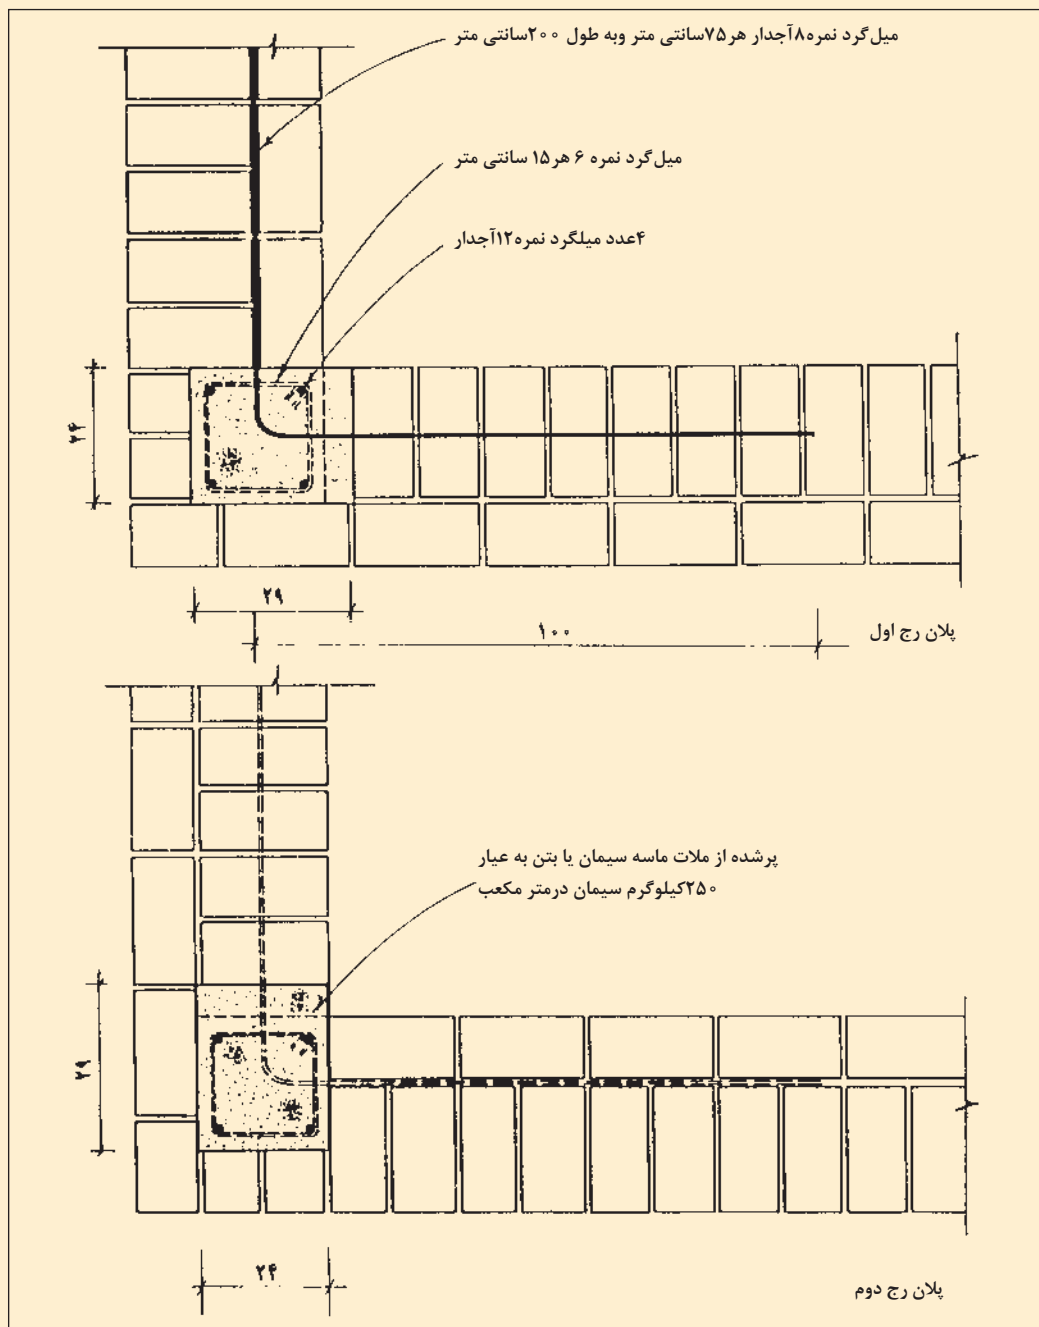 میل‌گرد نمره۸آجدار هر۷۵سانتی متر وبه طول ۲۰۰سانتی متر
میل‌گرد نمره ۶ هر۱۵ سانتی متر
۴عدد میلگرد نمره۱۲آجدار
۲۴
۲۹
۱۰۰
پلان رج اول
پرشده از ملات ماسه سیمان یا بتن به عیار
۲۵۰کیلوگرم سیمان درمتر مکعب
۲۹
۲۴
پلان رج دوم